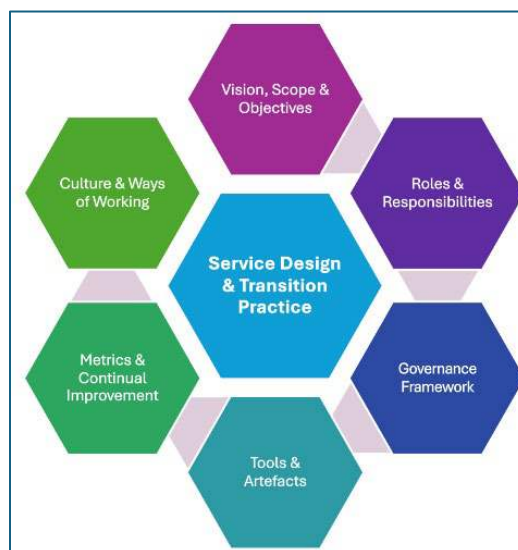 Vision, Scope &
Objectives
Culture & Ways
of Working
Roles &
Responsibilities
Service Design
& Transition
Practice
Metrics &
Continual
Improvement
Governance
Framework
Tools &
Artefacts